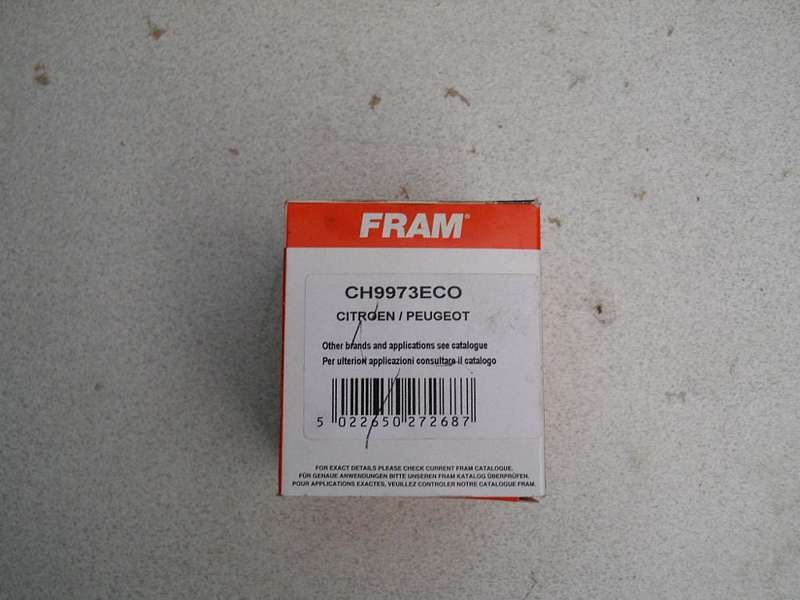 FRAM®
CH9973ECO
CITROEN / PEUGEOT
Other brands and applications see catalogue
Per ulteriori applicazioni consultare il catalogo
5 022650 272687
FOR EXACT DETAILS PLEASE CHECK CURRENT FRAM CATALOGUE.
FÜR GENAUE ANWENDUNGEN BITTE UNSEREN FRAM KATALOG ÜBERPRÜFEN.
POUR APPLICATIONS EXACTES, VEUILLEZ CONTROLER NOTRE CATALOGUE FRAM.